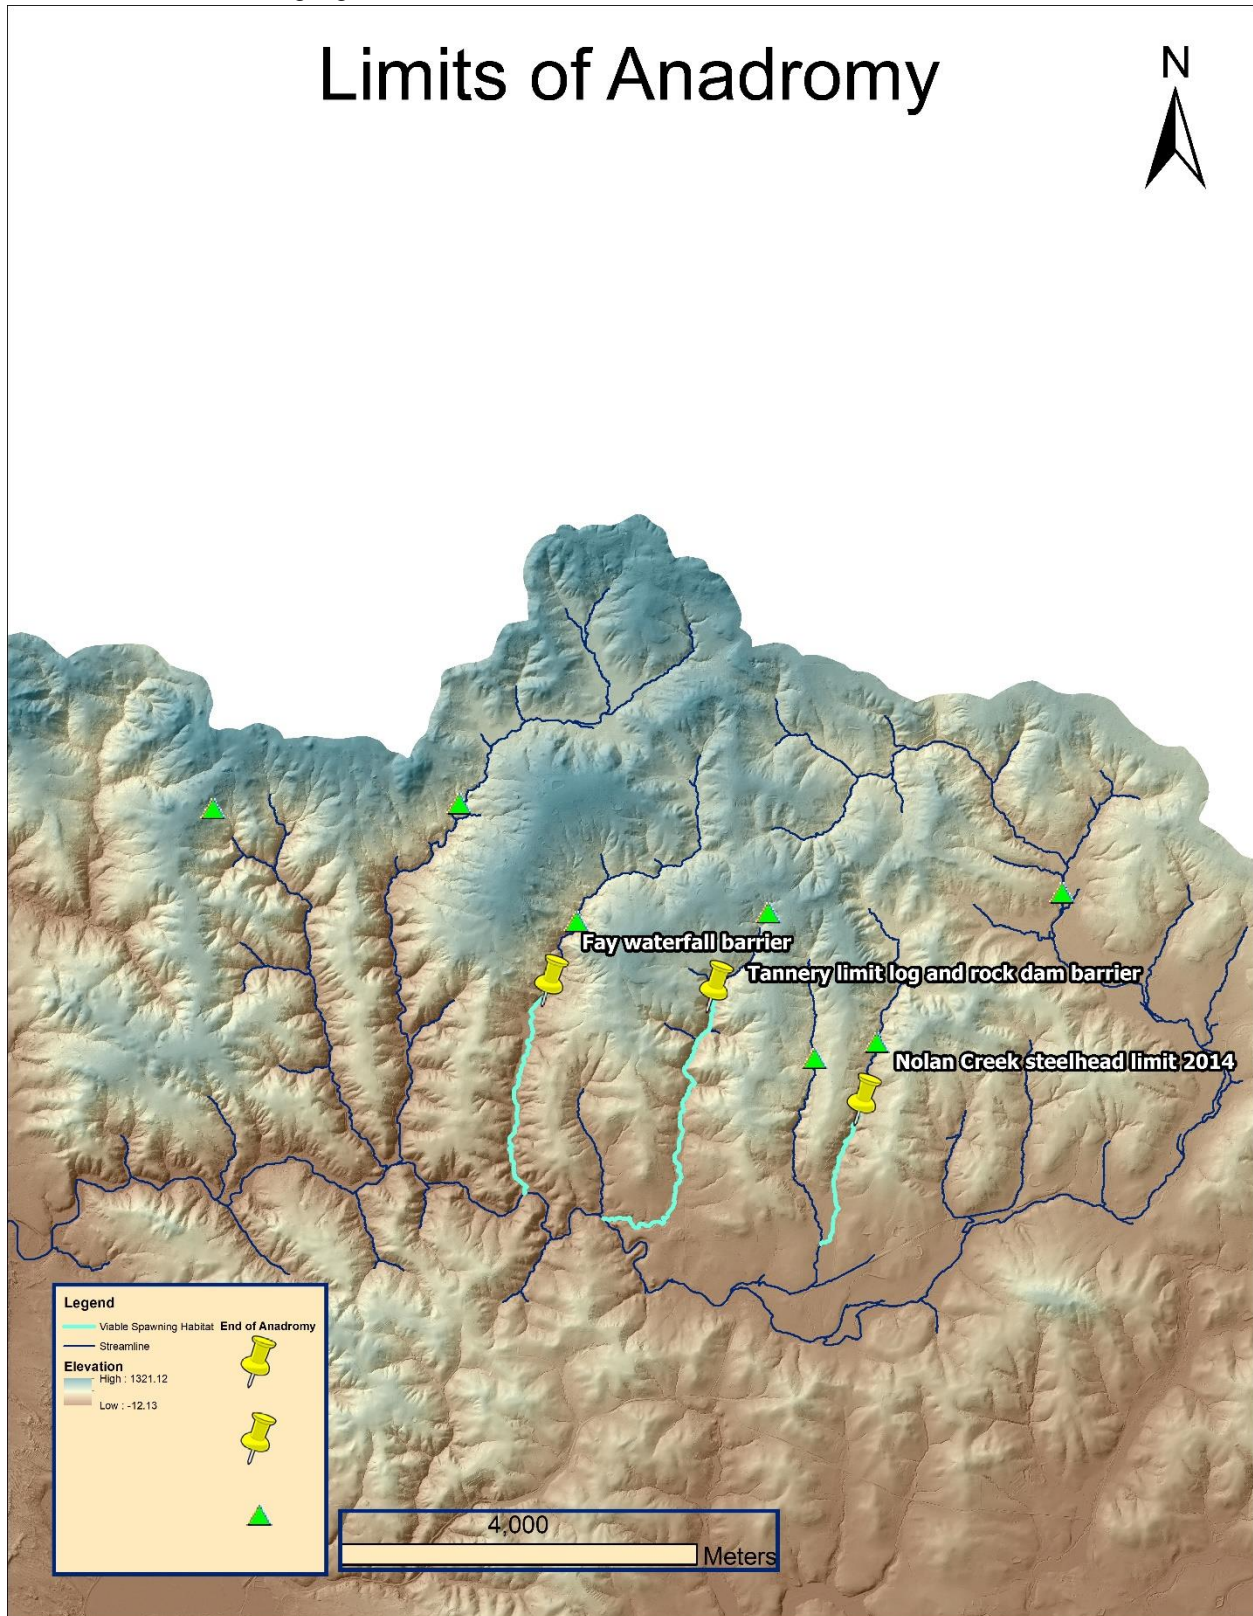 Limits of Anadromy
N
Fay waterfall barrier
Tannery limit log and rock dam barrier
Nolan Creek steelhead limit 2014
Legend
Viable Spawning Habitat End of Anadromy
Streamline
Elevation
High : 1321.12
Low : -12.13
4,000
Meters